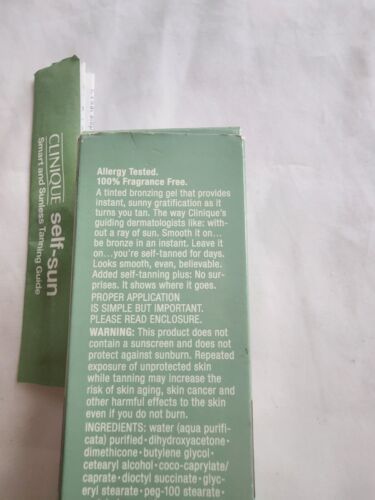 CLINIQUE self-sun
Smart and Sunless Tanning Guide
Allergy Tested.
100% Fragrance Free.
A tinted bronzing gel that provides
instant, sunny gratification as it
turns you tan. The way Clinique's
guiding dermatologists like: with-
out a ray of sun. Smooth it on...
be bronze in an instant. Leave it
on...you're self-tanned for days.
Looks smooth, even, believable.
Added self-tanning plus: No sur-
prises. It shows where it goes.
PROPER APPLICATION
IS SIMPLE BUT IMPORTANT.
PLEASE READ ENCLOSURE.
WARNING: This product does not
contain a sunscreen and does not
protect against sunburn. Repeated
exposure of unprotected skin
while tanning may increase the
risk of skin aging, skin cancer and
other harmful effects to the skin
even if you do not burn.
INGREDIENTS: water (aqua purifi-
cata) purified•dihydroxyacetone•
dimethicone•butylene glycol•
cetearyl alcohol•coco-caprylate/
caprate•dioctyl succinate•glyc-
eryl stearate•peg-100 stearate